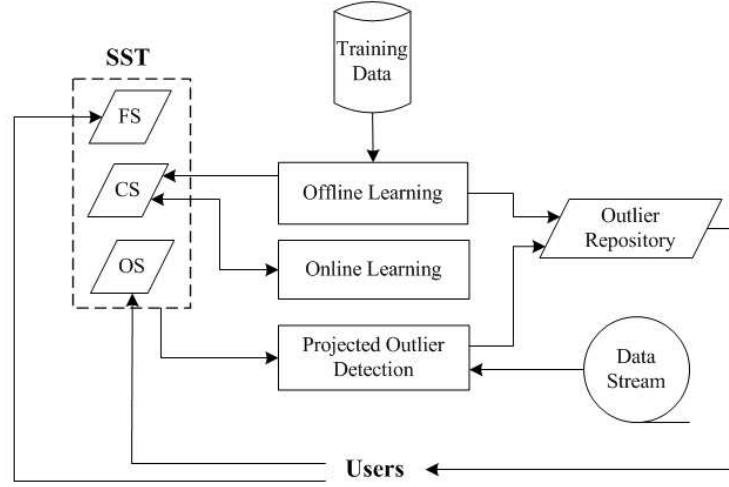 Training
Data
SST
FS
CS
OS
Offline Learning
Online Learning
Projected Outlier
Detection
Outlier
Repository
Data
Stream
Users